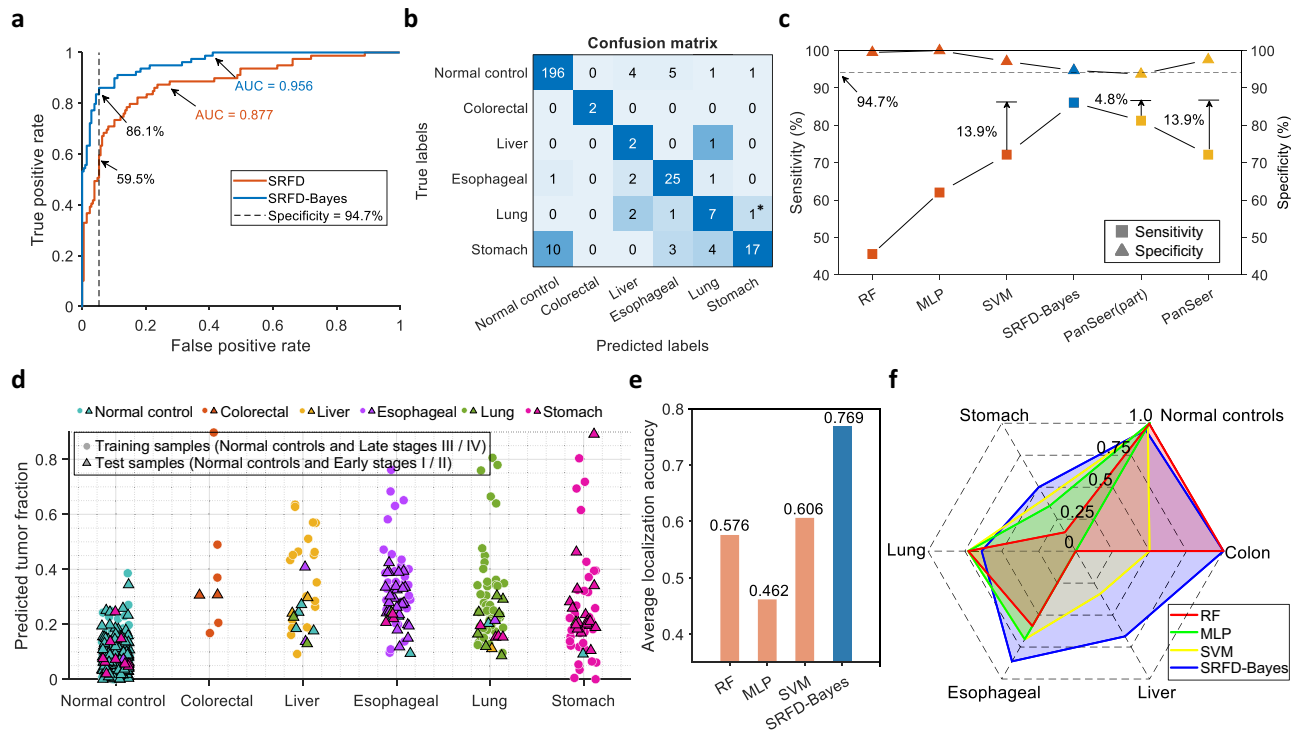 a
1
0.8
0.6
0.4
0.2
0
0
0.2
0.4
0.6
0.8
1
True positive rate
False positive rate
AUC = 0.956
AUC = 0.877
86.1%
59.5%
SRFD
SRFD-Bayes
Specificity = 94.7%
b
Confusion matrix
True labels
Normal control 196 0 4 5 1 1
Colorectal 0 2 0 0 0 0
Liver 0 0 2 0 1 0
Esophageal 1 0 2 25 1 0
Lung 0 0 2 1 7 1*
Stomach 10 0 0 3 4 17
Normal control
Colorectal
Liver
Esophageal
Lung
Stomach
Predicted labels
c
100
90
80
70
60
50
40
Sensitivity (%)
94.7%
13.9%
4.8%
13.9%
Sensitivity
Specificity
100
90
80
70
60
50
40
Specificity (%)
RF
MLP
SVM
SRFD-Bayes
PanSeer(part)
PanSeer
d
Normal control
Colorectal
Liver
Esophageal
Lung
Stomach
Training samples (Normal controls and Late stages III / IV)
Test samples (Normal controls and Early stages I / II)
Predicted tumor fraction
0.8
0.6
0.4
0.2
0
Normal control
Colorectal
Liver
Esophageal
Lung
Stomach
e
Average localization accuracy
0.8
0.7
0.6
0.5
0.4
0.576
0.462
0.606
0.769
RF
MLP
SVM
SRFD-Bayes
f
Stomach
1.0
Normal controls
0.75
0.5
0.25
0
Lung
Colon
Esophageal
Liver
RF
MLP
SVM
SRFD-Bayes